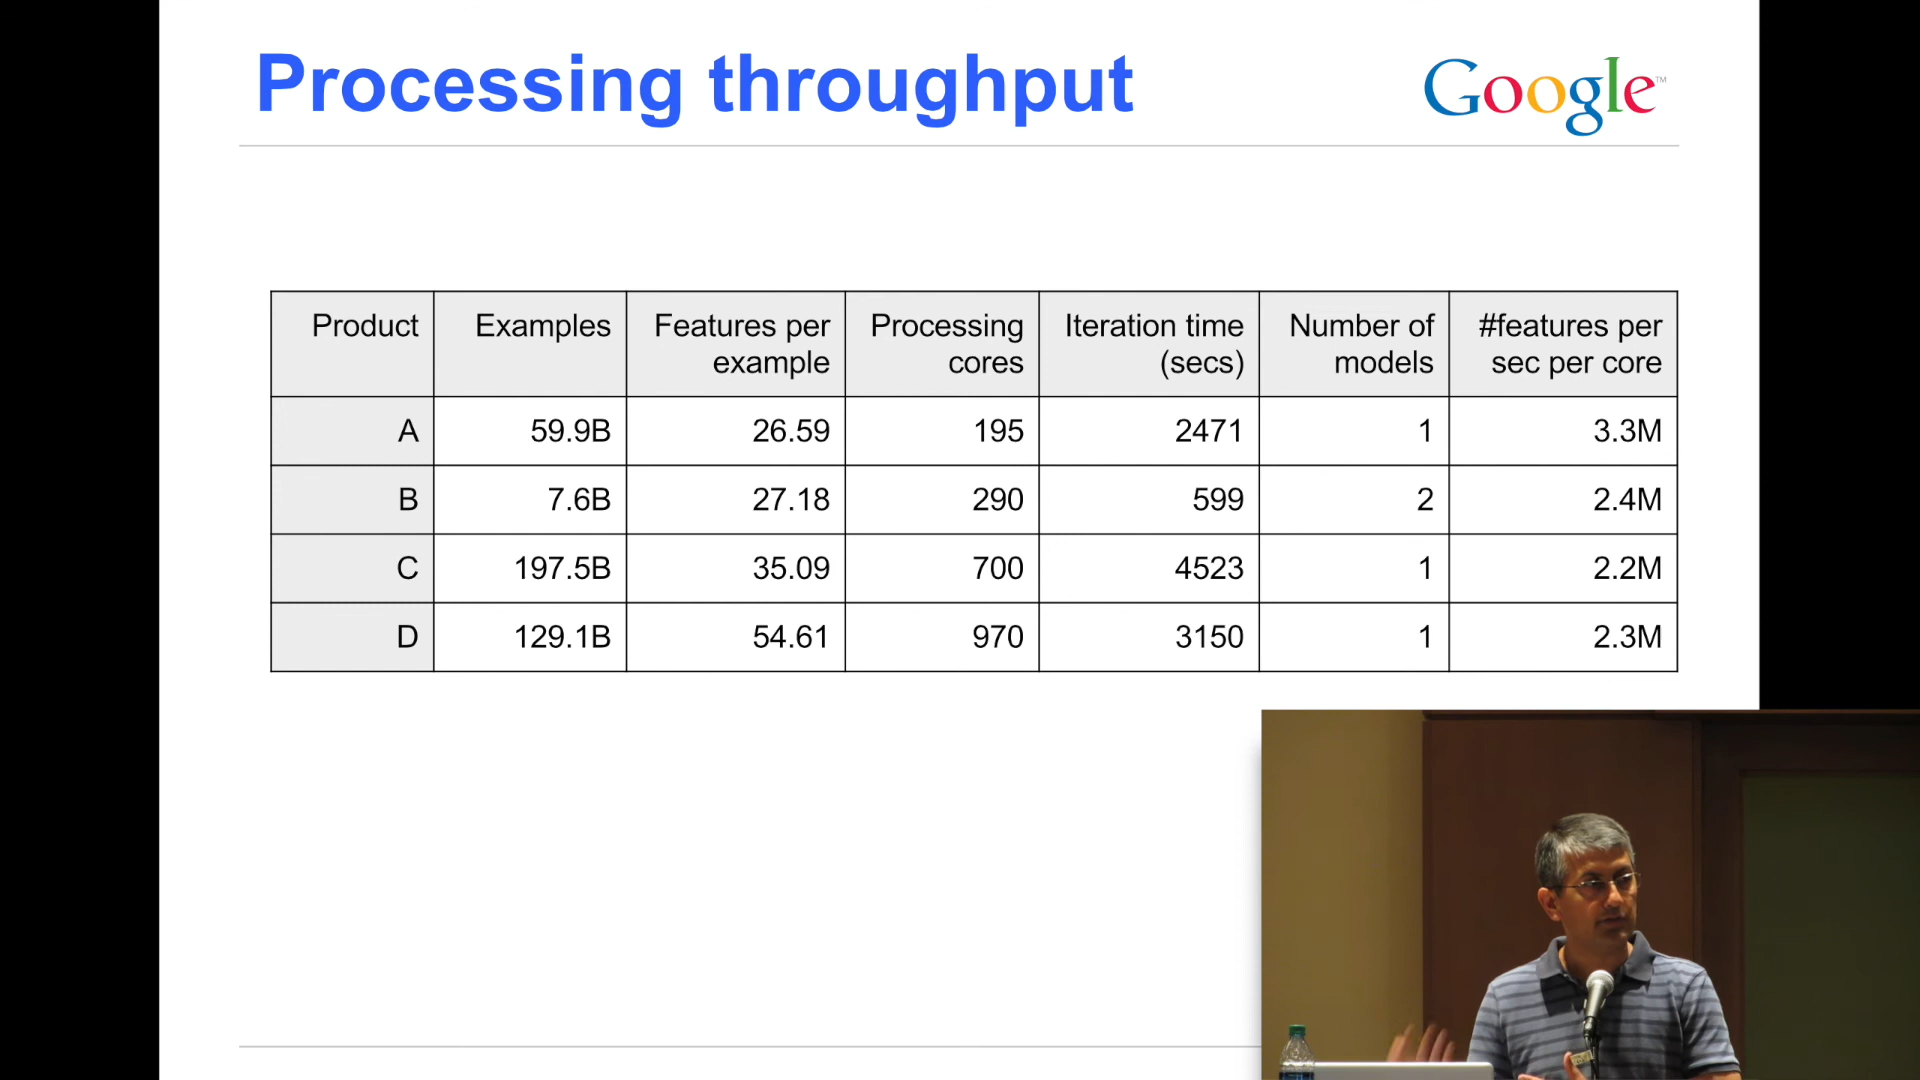 Processing throughput
Google™
Product Examples Features per example Processing cores Iteration time (secs) Number of models #features per sec per core
A 59.9B 26.59 195 2471 1 3.3M
B 7.6B 27.18 290 599 2 2.4M
C 197.5B 35.09 700 4523 1 2.2M
D 129.1B 54.61 970 3150 1 2.3M